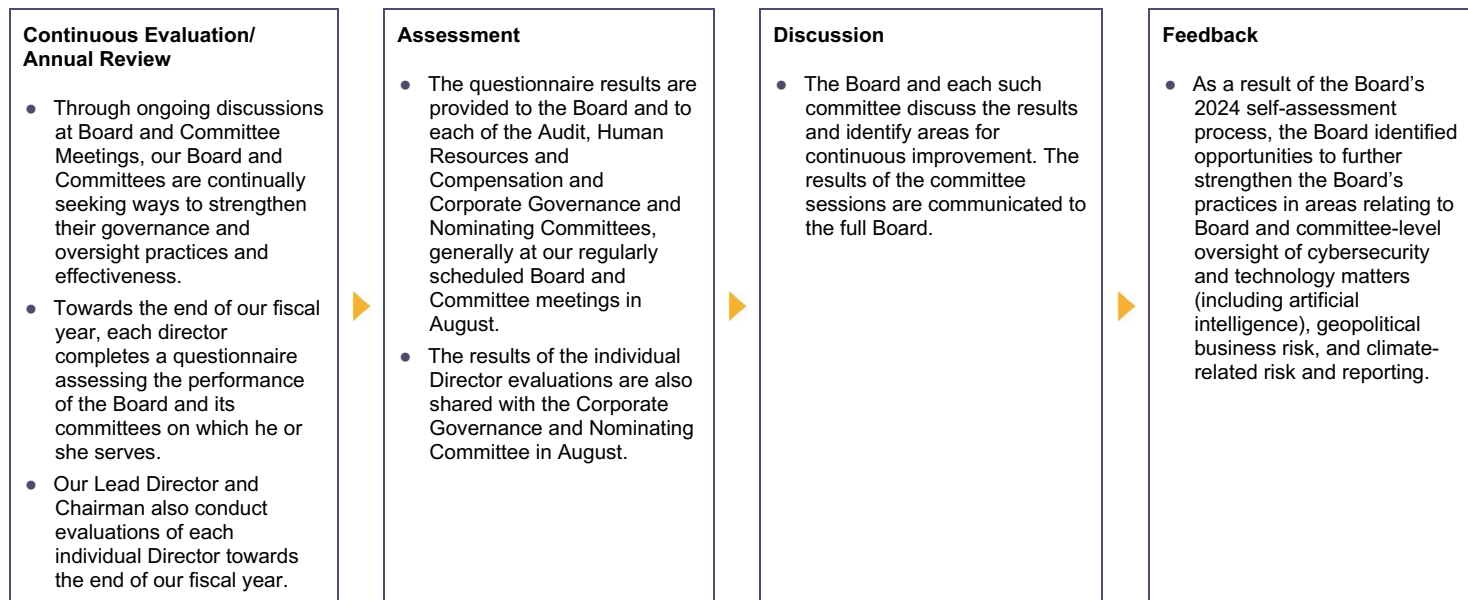 Continuous Evaluation/
Annual Review
● Through ongoing discussions
at Board and Committee
Meetings, our Board and
Committees are continually
seeking ways to strengthen
their governance and
oversight practices and
effectiveness.
● Towards the end of our fiscal
year, each director
completes a questionnaire
assessing the performance
of the Board and its
committees on which he or
she serves.
● Our Lead Director and
Chairman also conduct
evaluations of each
individual Director towards
the end of our fiscal year.
Assessment
● The questionnaire results are
provided to the Board and to
each of the Audit, Human
Resources and
Compensation and
Corporate Governance and
Nominating Committees,
generally at our regularly
scheduled Board and
Committee meetings in
August.
● The results of the individual
Director evaluations are also
shared with the Corporate
Governance and Nominating
Committee in August.
Discussion
● The Board and each such
committee discuss the results
and identify areas for
continuous improvement. The
results of the committee
sessions are communicated to
the full Board.
Feedback
● As a result of the Board’s
2024 self-assessment
process, the Board identified
opportunities to further
strengthen the Board’s
practices in areas relating to
Board and committee-level
oversight of cybersecurity
and technology matters
(including artificial
intelligence), geopolitical
business risk, and climate-
related risk and reporting.